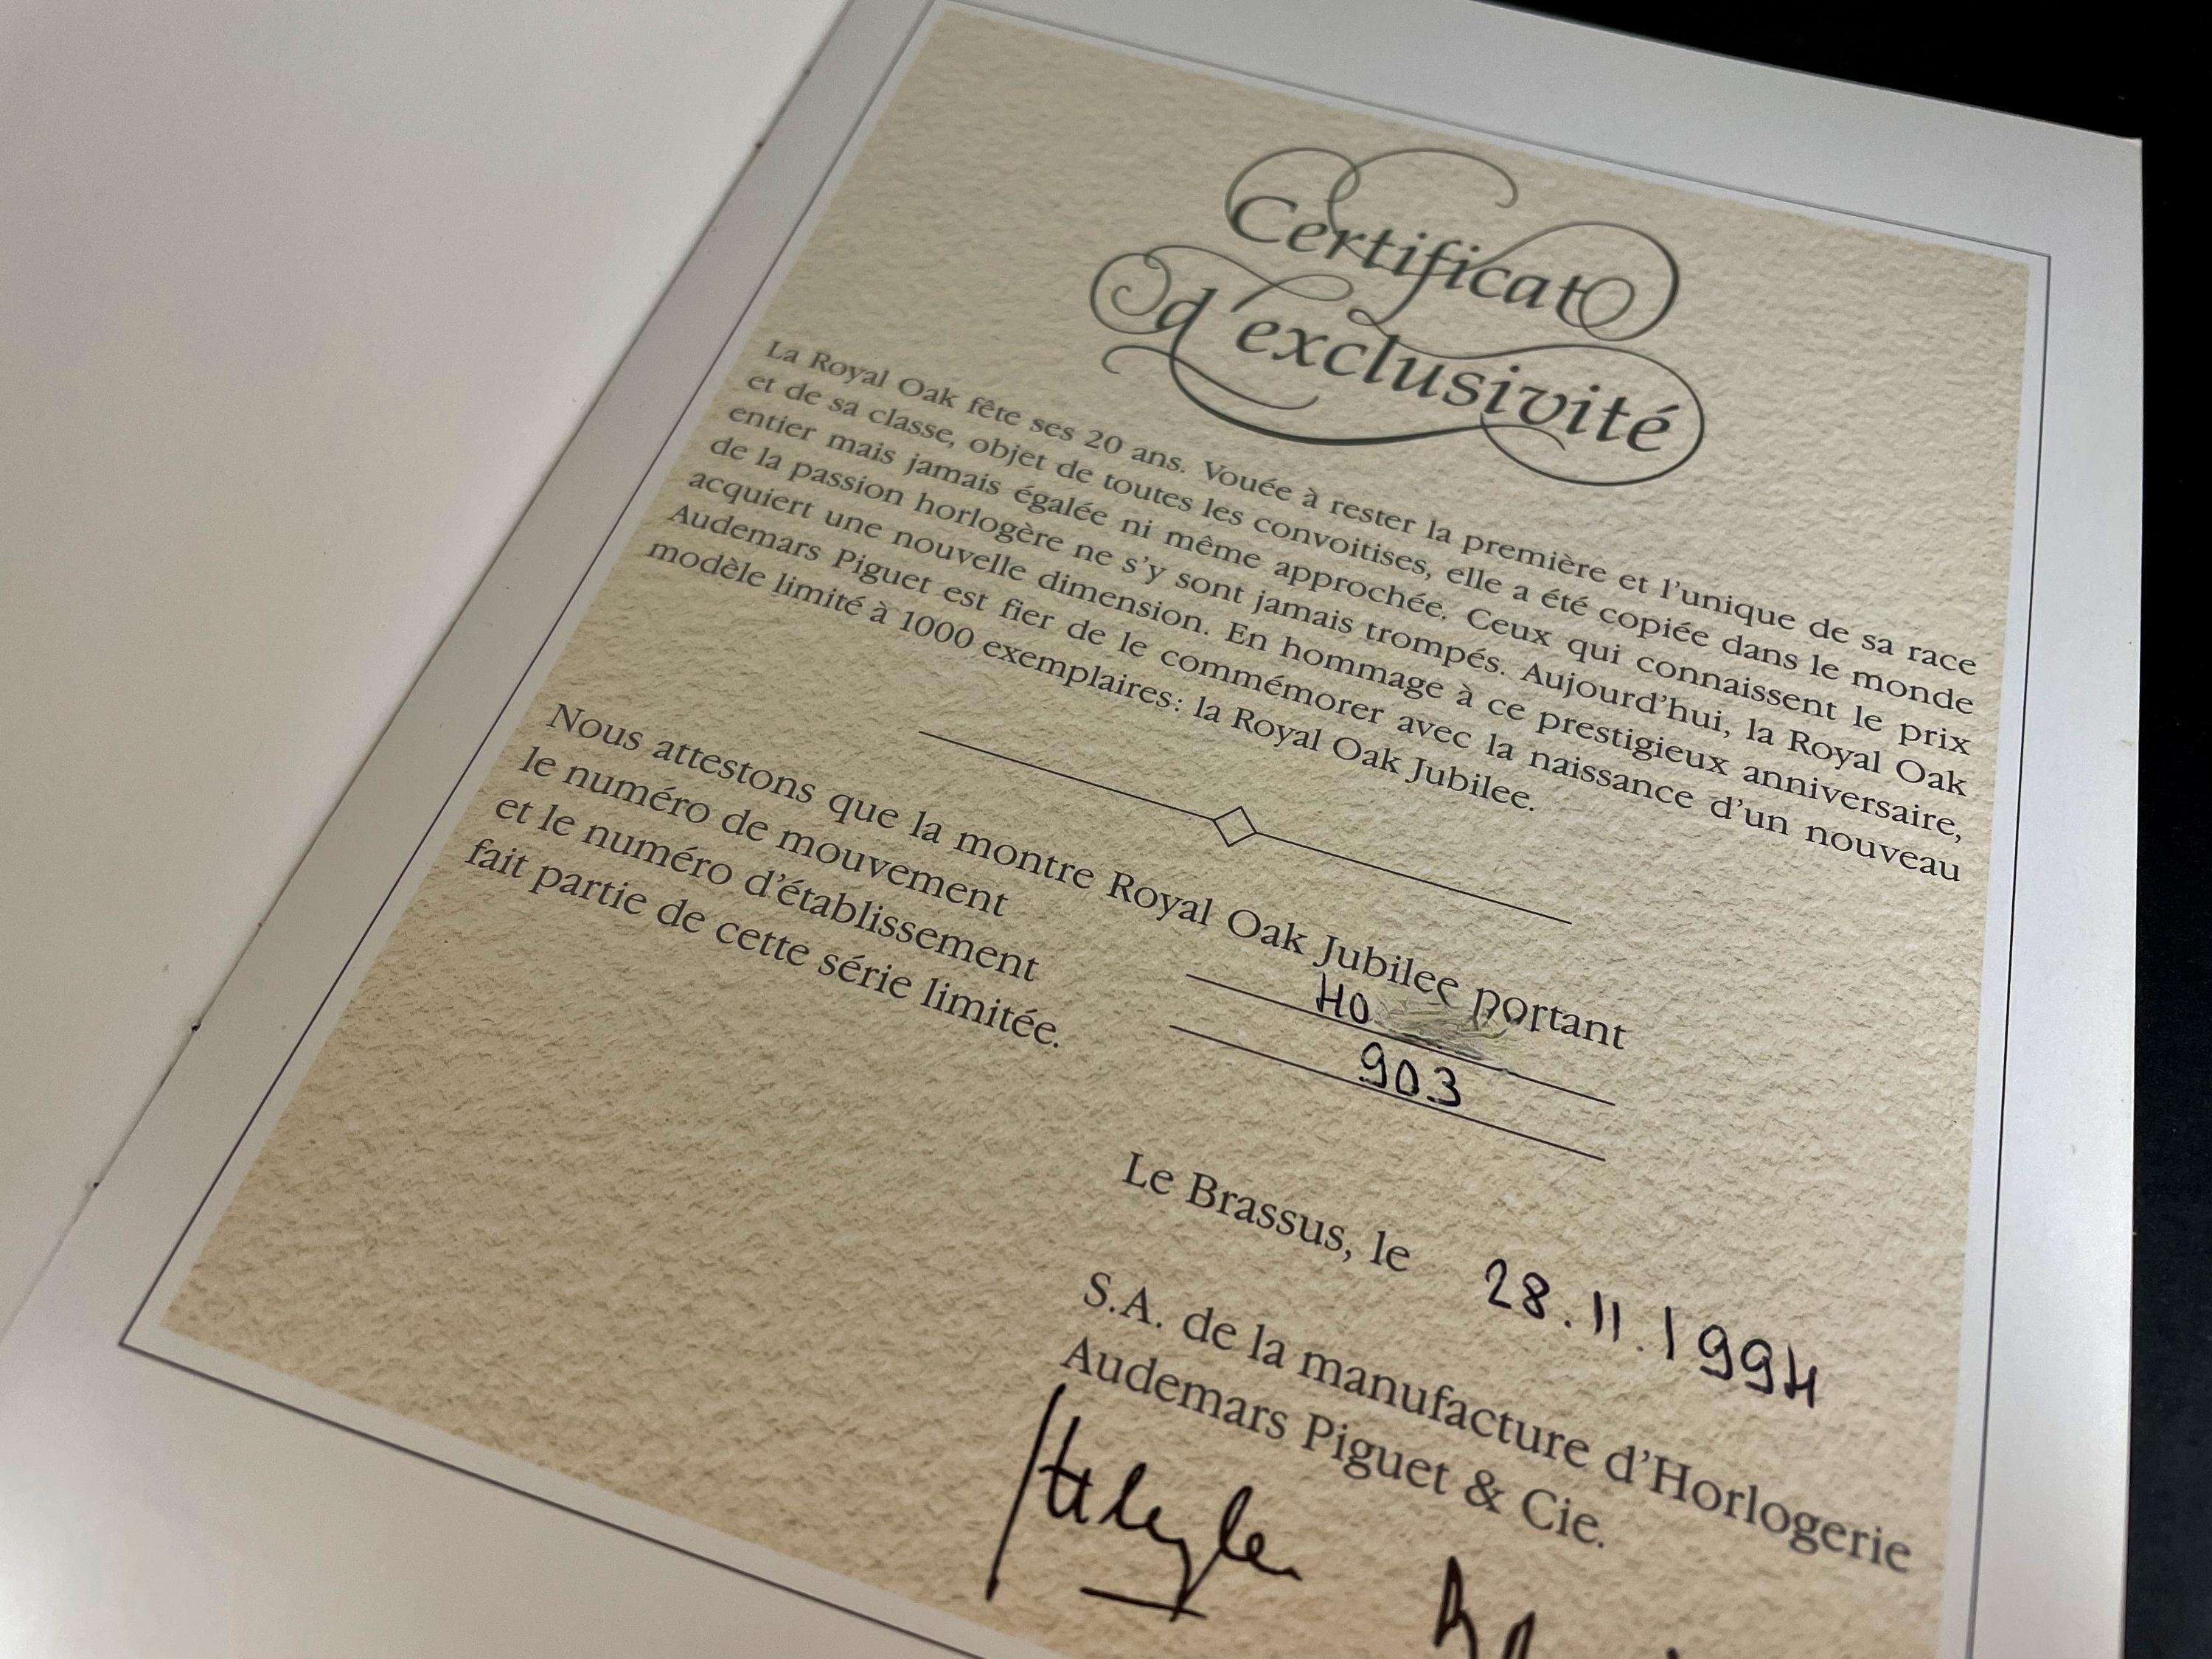 Certificat
d'exclusivité
La Royal Oak fête ses 20 ans. Vouée à rester la première et l'unique de sa race
et de sa classe, objet de toutes les convoitises, elle a été copiée dans le monde
entier mais jamais égalée ni même approchée. Ceux qui connaissent le prix
de la passion horlogère ne s'y sont jamais trompés. Aujourd'hui, la Royal Oak
acquiert une nouvelle dimension. En hommage à ce prestigieux anniversaire,
Audemars Piguet est fier de le commémorer avec la naissance d'un nouveau
modèle limité à 1000 exemplaires: la Royal Oak Jubilee.
Nous attestons que la montre Royal Oak Jubilee portant
le numéro de mouvement 40
et le numéro d'établissement 903
fait partie de cette série limitée.
Le Brassus, le 28.11.1994
S.A. de la manufacture d'Horlogerie
Audemars Piguet & Cie.